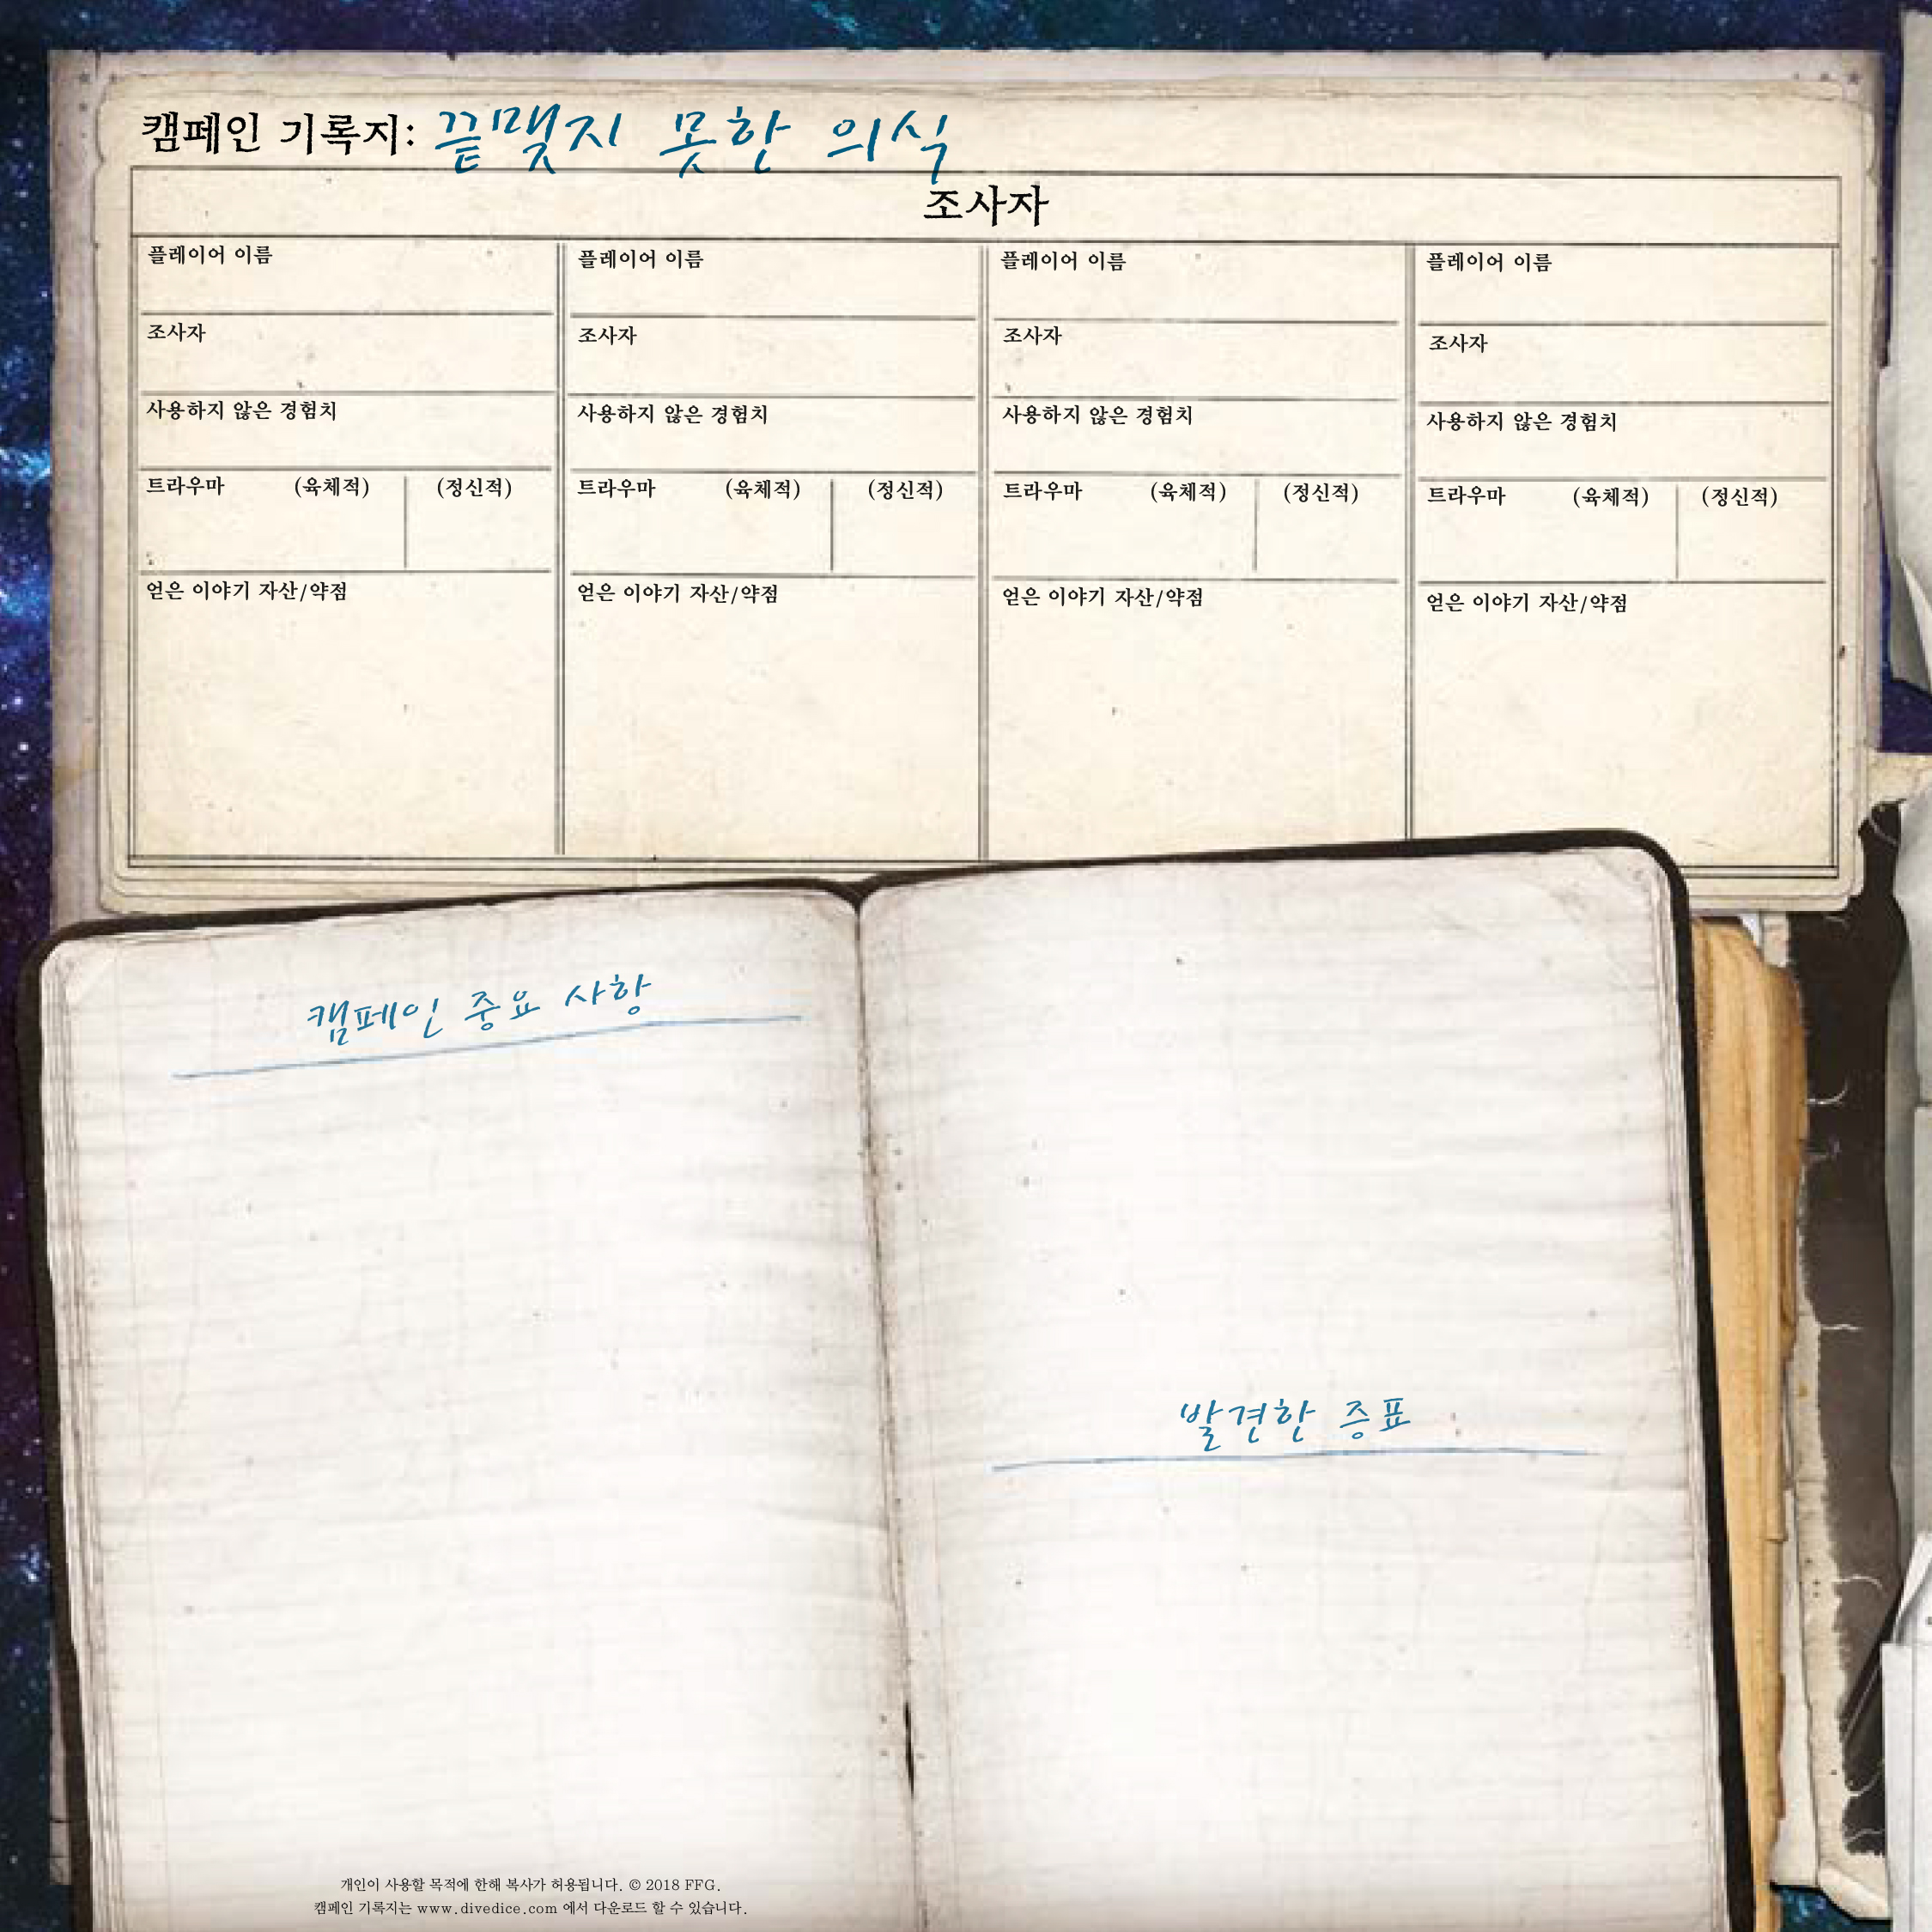 캠페인 기록지: 끝맺지 못한 의식
조사자
플레이어 이름
조사자
사용하지 않은 경험치
트라우마 (육체적) (정신적)
얻은 이야기 자산/약점
플레이어 이름
조사자
사용하지 않은 경험치
트라우마 (육체적) (정신적)
얻은 이야기 자산/약점
플레이어 이름
조사자
사용하지 않은 경험치
트라우마 (육체적) (정신적)
얻은 이야기 자산/약점
플레이어 이름
조사자
사용하지 않은 경험치
트라우마 (육체적) (정신적)
얻은 이야기 자산/약점
캠페인 중요 사항
발견한 증표
개인이 사용할 목적에 한해 복사가 허용됩니다. © 2018 FFG.
캠페인 기록지는 www.divedice.com 에서 다운로드 할 수 있습니다.